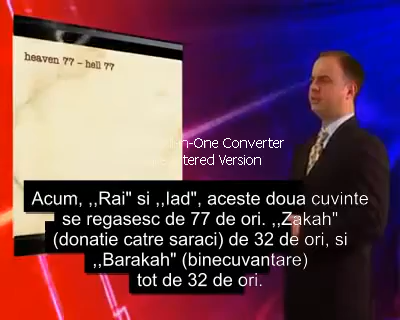 heaven 77 – hell 77
-in-One Converter
tered Version
Acum, ,,Rai" si ,,Iad", aceste doua cuvinte
se regasesc de 77 de ori. ,,Zakah"
(donatie catre saraci) de 32 de ori, si
,,Barakah" (binecuvantare)
tot de 32 de ori.